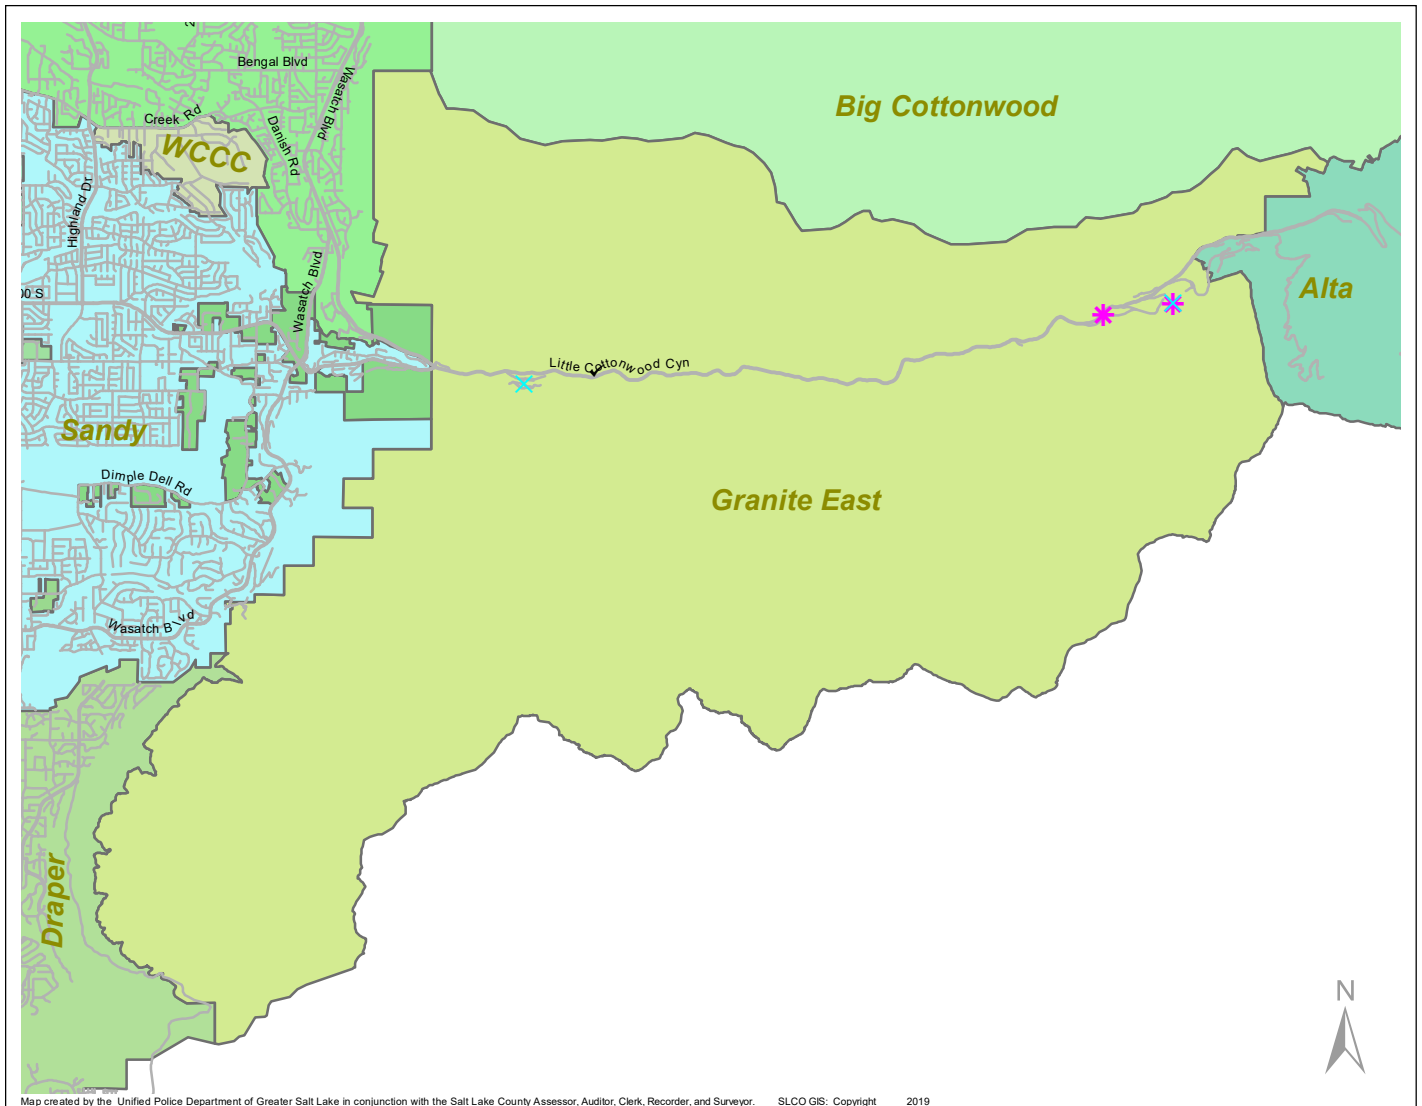 Bengal Blvd
Wasatch Blvd
Big Cottonwood
Creek Rd
WCCC
Danish Rd
Highland Dr
Wasatch Blvd
00 S
Alta
Little Cottonwood Cyn
Sandy
Dimple Dell Rd
Granite East
Wasatch Blvd
Draper
N
Map created by the Unified Police Department of Greater Salt Lake in conjunction with the Salt Lake County Assessor, Auditor, Clerk, Recorder, and Surveyor. SLCO GIS: Copyright 2019